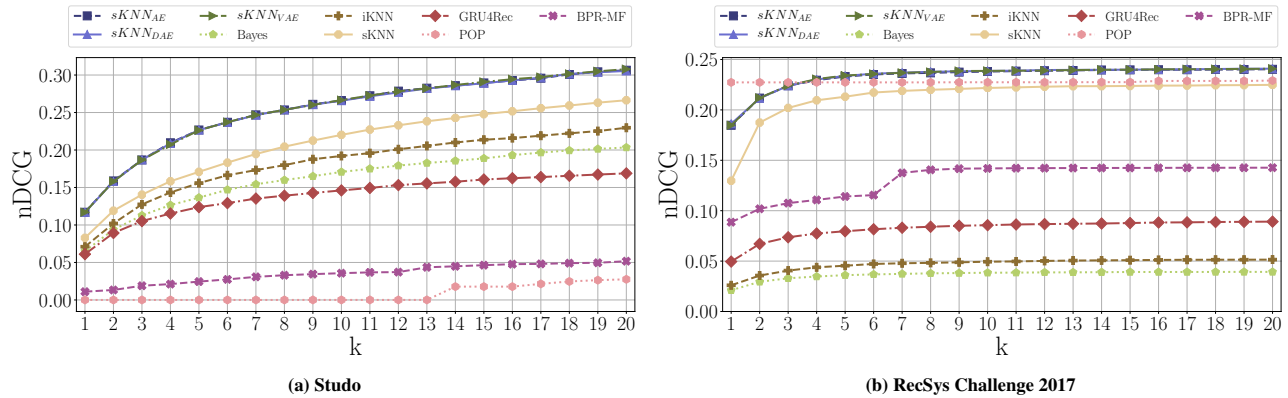 sKNN_AE sKNN_VAE iKNN GRU4Rec BPR-MF
sKNN_DAE Bayes sKNN POP
0.30
0.25
0.20
0.15
0.10
0.05
0.00
nDCG
1 2 3 4 5 6 7 8 9 10 11 12 13 14 15 16 17 18 19 20
k
(a) Studo
sKNN_AE sKNN_VAE iKNN GRU4Rec BPR-MF
sKNN_DAE Bayes sKNN POP
0.25
0.20
0.15
0.10
0.05
0.00
nDCG
1 2 3 4 5 6 7 8 9 10 11 12 13 14 15 16 17 18 19 20
k
(b) RecSys Challenge 2017